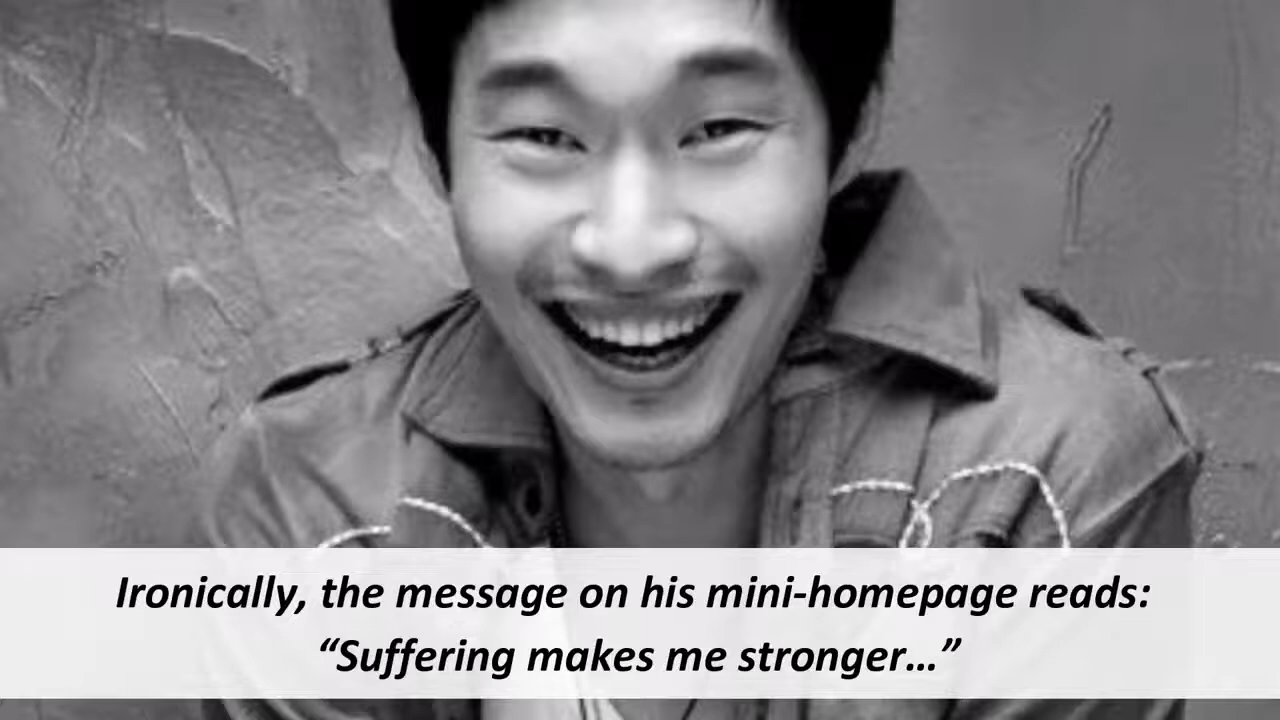 Ironically, the message on his mini-homepage reads:
“Suffering makes me stronger…”